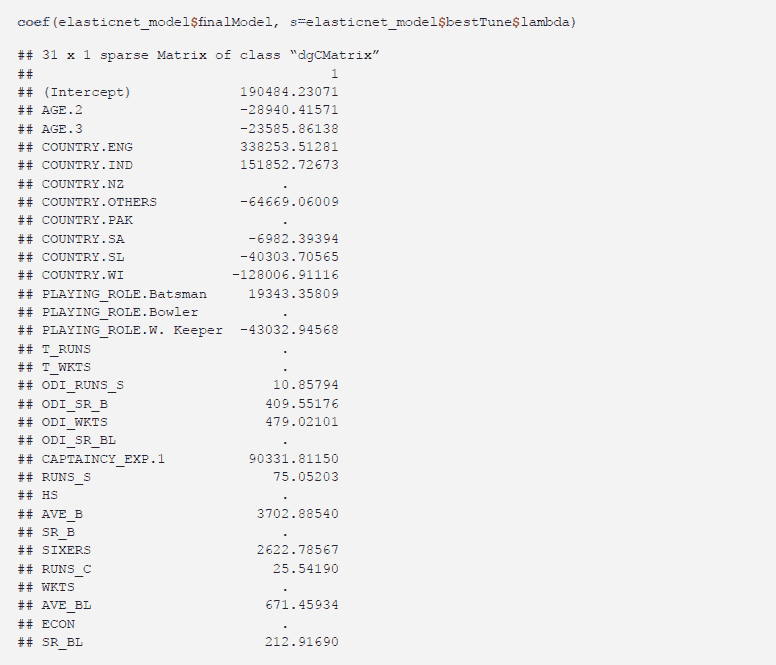 coef(elasticnet_model$finalModel, s=elasticnet_model$bestTune$lambda)
## 31 x 1 sparse Matrix of class “dgCMatrix”
## 1
## (Intercept) 190484.23071
## AGE.2 -28940.41571
## AGE.3 -23585.86138
## COUNTRY.ENG 338253.51281
## COUNTRY.IND 151852.72673
## COUNTRY.NZ .
## COUNTRY.OTHERS -64669.06009
## COUNTRY.PAK .
## COUNTRY.SA -6982.39394
## COUNTRY.SL -40303.70565
## COUNTRY.WI -128006.91116
## PLAYING_ROLE.Batsman 19343.35809
## PLAYING_ROLE.Bowler .
## PLAYING_ROLE.W. Keeper -43032.94568
## T_RUNS .
## T_WKTS .
## ODI_RUNS_S 10.85794
## ODI_SR_B 409.55176
## ODI_WKTS 479.02101
## ODI_SR_BL .
## CAPTAINCY_EXP.1 90331.81150
## RUNS_S 75.05203
## HS .
## AVE_B 3702.88540
## SR_B .
## SIXERS 2622.78567
## RUNS_C 25.54190
## WKTS .
## AVE_BL 671.45934
## ECON .
## SR_BL 212.91690